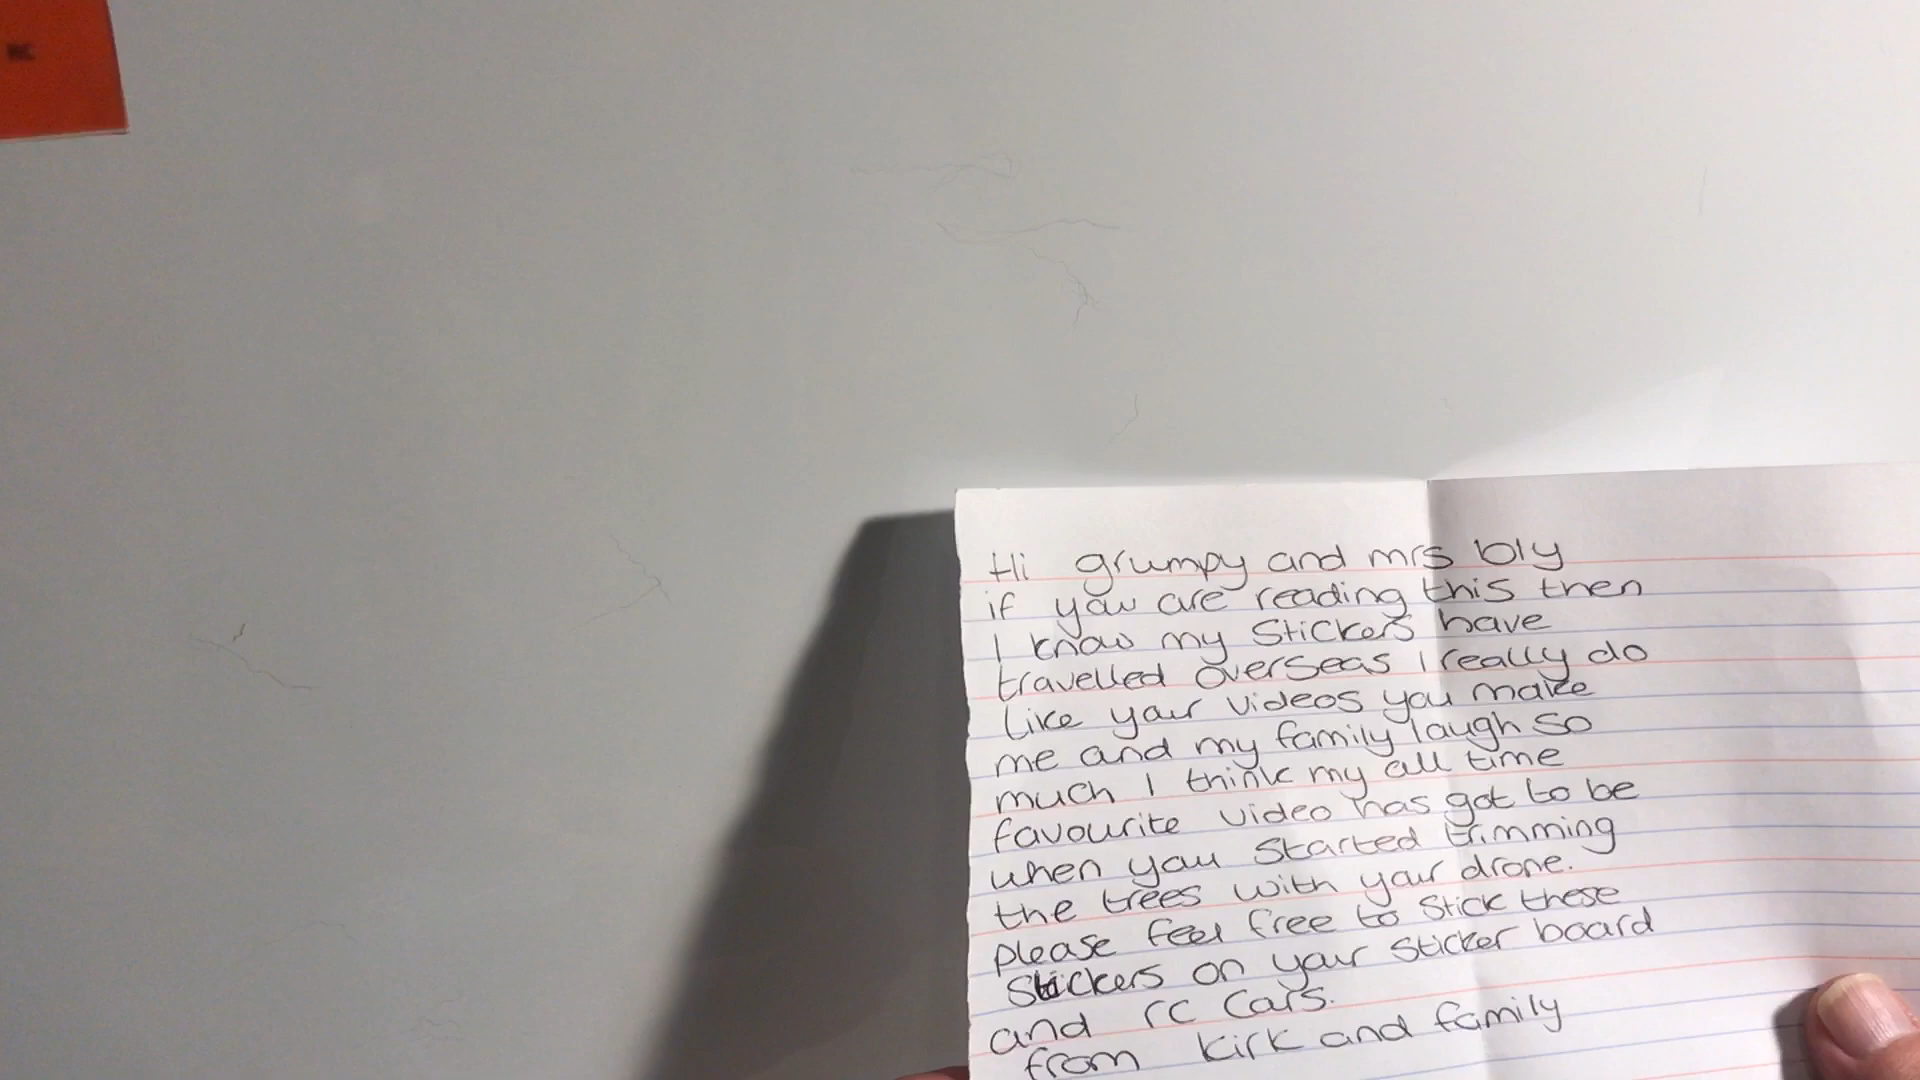 Hi grumpy and mrs bly
if you are reading this then
I know my Stickers have
travelled overseas I really do
like your videos you make
me and my family laugh so
much I think my all time
favourite video has got to be
when you started trimming
the trees with your drone.
please feel free to stick these
Stickers on your sticker board
and rc cars.
from kirk and family